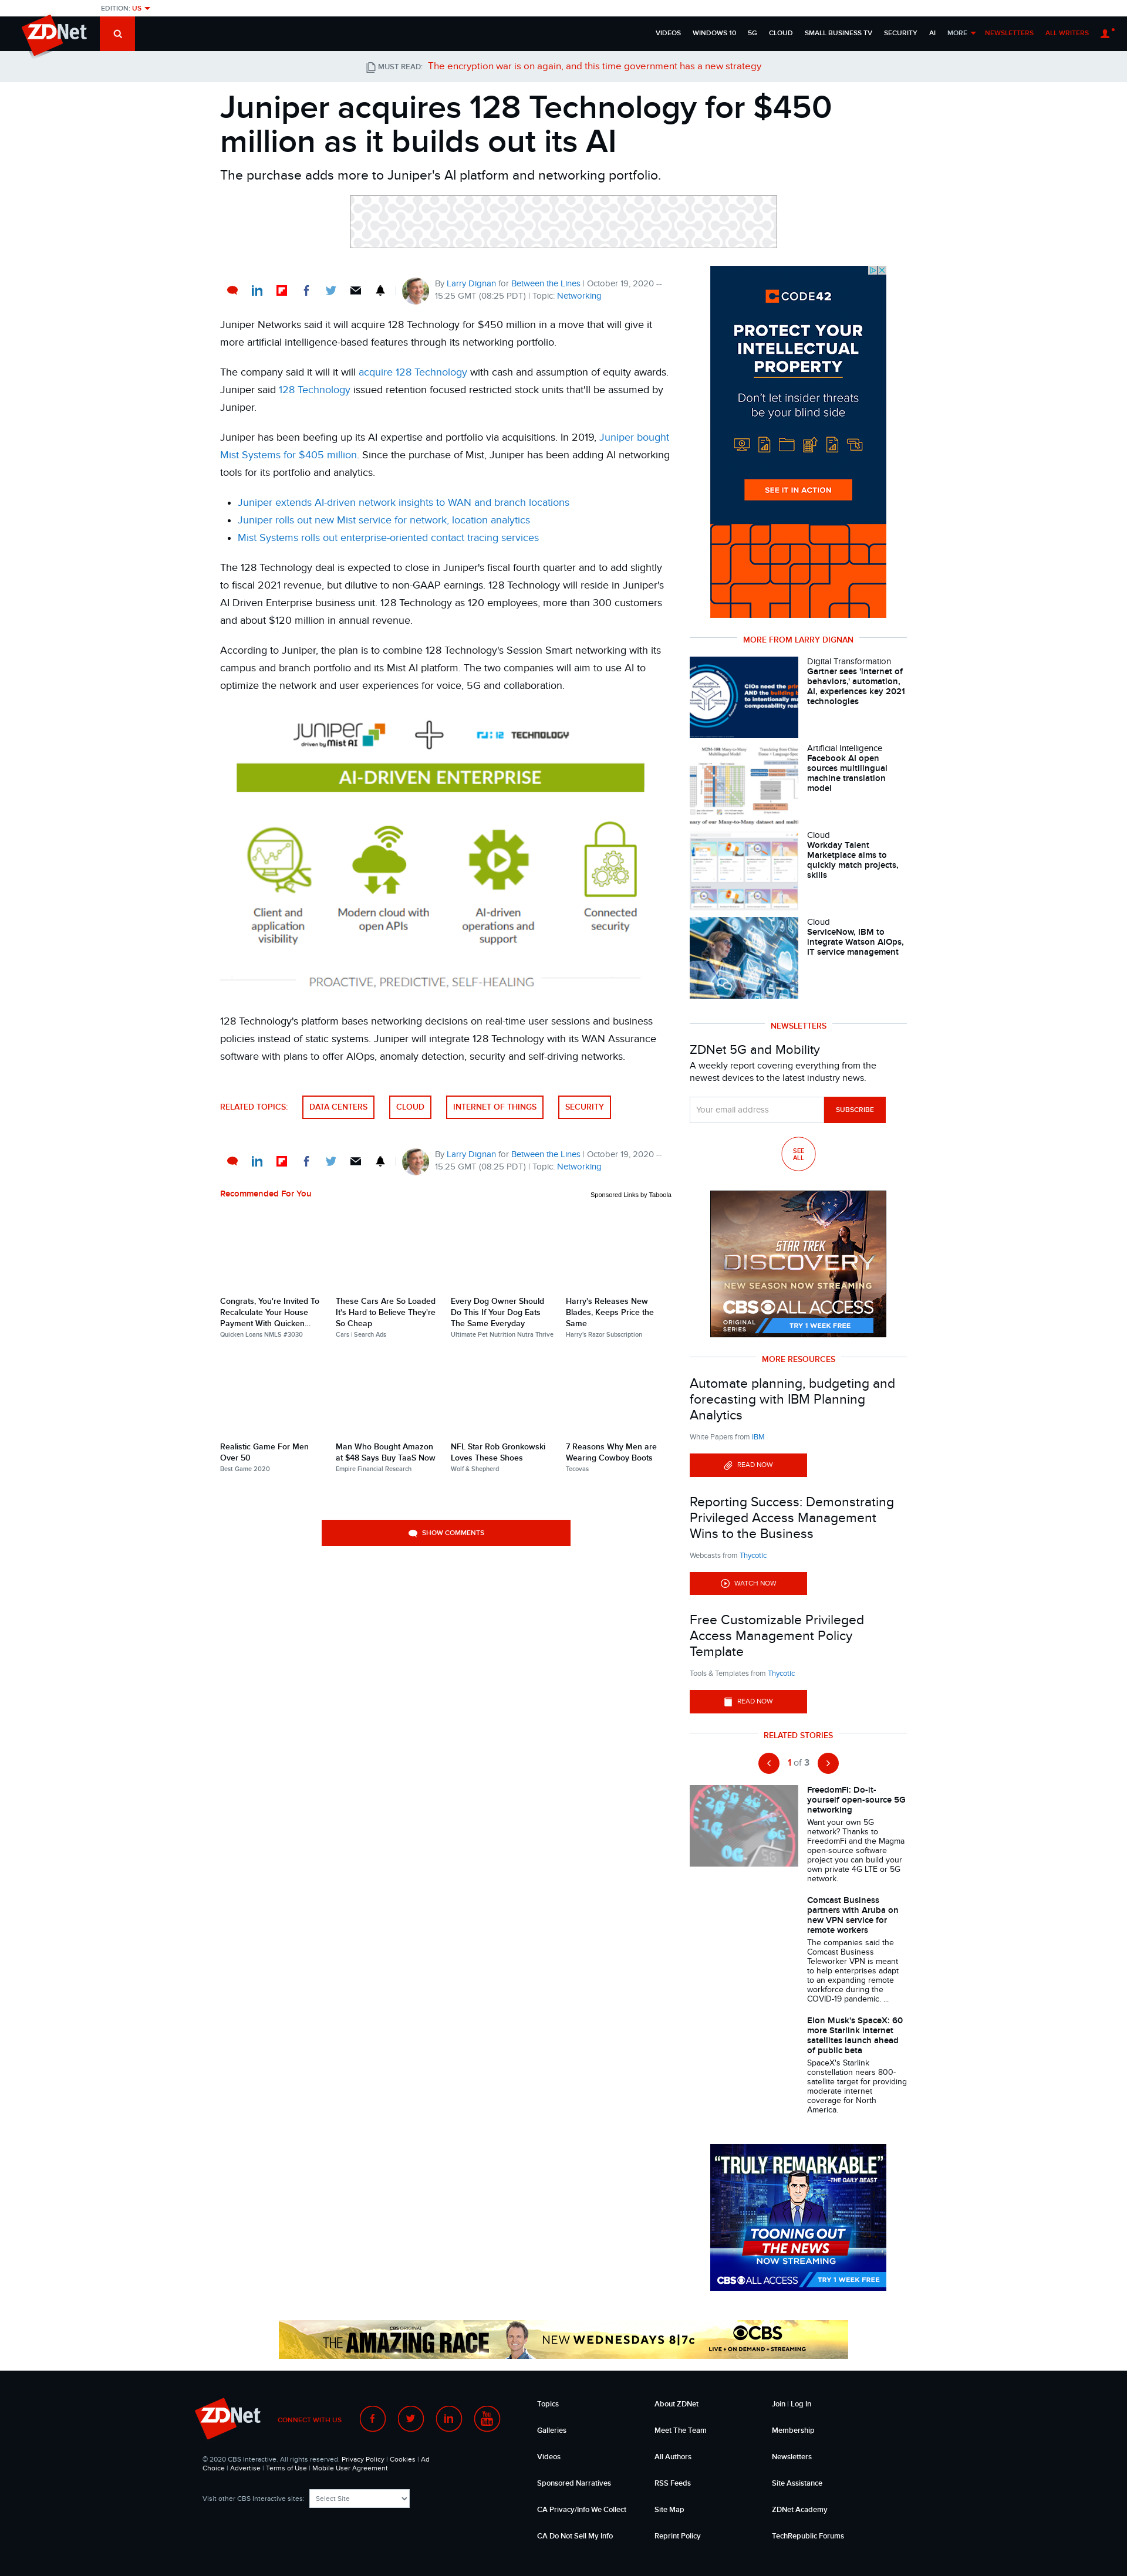 EDITION: US
ZDNet
VIDEOS WINDOWS 10 5G CLOUD SMALL BUSINESS TV SECURITY AI MORE NEWSLETTERS ALL WRITERS
MUST READ: The encryption war is on again, and this time government has a new strategy
Juniper acquires 128 Technology for $450
million as it builds out its AI
The purchase adds more to Juniper's AI platform and networking portfolio.
By Larry Dignan for Between the Lines | October 19, 2020 --
15:25 GMT (08:25 PDT) | Topic: Networking
Juniper Networks said it will acquire 128 Technology for $450 million in a move that will give it
more artificial intelligence-based features through its networking portfolio.
The company said it will it will acquire 128 Technology with cash and assumption of equity awards.
Juniper said 128 Technology issued retention focused restricted stock units that'll be assumed by
Juniper.
Juniper has been beefing up its AI expertise and portfolio via acquisitions. In 2019, Juniper bought
Mist Systems for $405 million. Since the purchase of Mist, Juniper has been adding AI networking
tools for its portfolio and analytics.
Juniper extends AI-driven network insights to WAN and branch locations
Juniper rolls out new Mist service for network, location analytics
Mist Systems rolls out enterprise-oriented contact tracing services
The 128 Technology deal is expected to close in Juniper's fiscal fourth quarter and to add slightly
to fiscal 2021 revenue, but dilutive to non-GAAP earnings. 128 Technology will reside in Juniper's
AI Driven Enterprise business unit. 128 Technology as 120 employees, more than 300 customers
and about $120 million in annual revenue.
According to Juniper, the plan is to combine 128 Technology's Session Smart networking with its
campus and branch portfolio and its Mist AI platform. The two companies will aim to use AI to
optimize the network and user experiences for voice, 5G and collaboration.
JUNIPER
driven by Mist AI
128 TECHNOLOGY
AI-DRIVEN ENTERPRISE
Client and
application
visibility
Modern cloud with
open APIs
AI-driven
operations and
support
Connected
security
PROACTIVE, PREDICTIVE, SELF-HEALING
128 Technology's platform bases networking decisions on real-time user sessions and business
policies instead of static systems. Juniper will integrate 128 Technology with its WAN Assurance
software with plans to offer AIOps, anomaly detection, security and self-driving networks.
RELATED TOPICS: DATA CENTERS CLOUD INTERNET OF THINGS SECURITY
By Larry Dignan for Between the Lines | October 19, 2020 --
15:25 GMT (08:25 PDT) | Topic: Networking
Recommended For You
Sponsored Links by Taboola
Congrats, You're Invited To
Recalculate Your House
Payment With Quicken...
Quicken Loans NMLS #3030
These Cars Are So Loaded
It's Hard to Believe They're
So Cheap
Cars | Search Ads
Every Dog Owner Should
Do This If Your Dog Eats
The Same Everyday
Ultimate Pet Nutrition Nutra Thrive
Harry's Releases New
Blades, Keeps Price the
Same
Harry's Razor Subscription
Realistic Game For Men
Over 50
Best Game 2020
Man Who Bought Amazon
at $48 Says Buy TaaS Now
Empire Financial Research
NFL Star Rob Gronkowski
Loves These Shoes
Wolf & Shepherd
7 Reasons Why Men are
Wearing Cowboy Boots
Tecovas
SHOW COMMENTS
CODE42
PROTECT YOUR
INTELLECTUAL
PROPERTY
Don't let insider threats
be your blind side
SEE IT IN ACTION
MORE FROM LARRY DIGNAN
CIOs need the
AND the building
to intentionally
composable
Digital Transformation
Gartner sees 'internet of
behaviors,' automation,
AI, experiences key 2021
technologies
Artificial Intelligence
Facebook AI open
sources multilingual
machine translation
model
Cloud
Workday Talent
Marketplace aims to
quickly match projects,
skills
Cloud
ServiceNow, IBM to
integrate Watson AIOps,
IT service management
NEWSLETTERS
ZDNet 5G and Mobility
A weekly report covering everything from the
newest devices to the latest industry news.
Your email address
SUBSCRIBE
SEE
ALL
STAR TREK
DISCOVERY
NEW SEASON NOW STREAMING
CBS ALL ACCESS
ORIGINAL
SERIES
TRY 1 WEEK FREE
MORE RESOURCES
Automate planning, budgeting and
forecasting with IBM Planning
Analytics
White Papers from IBM
READ NOW
Reporting Success: Demonstrating
Privileged Access Management
Wins to the Business
Webcasts from Thycotic
WATCH NOW
Free Customizable Privileged
Access Management Policy
Template
Tools & Templates from Thycotic
READ NOW
RELATED STORIES
1 of 3
1G 2G 3G 4G 5G 6G
5G
FreedomFi: Do-it-
yourself open-source 5G
networking
Want your own 5G
network? Thanks to
FreedomFi and the Magma
open-source software
project you can build your
own private 4G LTE or 5G
network.
Comcast Business
partners with Aruba on
new VPN service for
remote workers
The companies said the
Comcast Business
Teleworker VPN is meant
to help enterprises adapt
to an expanding remote
workforce during the
COVID-19 pandemic. ...
Elon Musk's SpaceX: 60
more Starlink internet
satellites launch ahead
of public beta
SpaceX's Starlink
constellation nears 800-
satellite target for providing
moderate internet
coverage for North
America.
"TRULY REMARKABLE"
-THE DAILY BEAST
TOONING OUT
THE NEWS
NOW STREAMING
CBS ALL ACCESS TRY 1 WEEK FREE
CBS ORIGINAL
THE AMAZING RACE
NEW WEDNESDAYS 8|7c
CBS
LIVE + ON DEMAND + STREAMING
ZDNet
CONNECT WITH US
You Tube
© 2020 CBS Interactive. All rights reserved. Privacy Policy | Cookies | Ad
Choice | Advertise | Terms of Use | Mobile User Agreement
Visit other CBS Interactive sites: Select Site
Topics
Galleries
Videos
Sponsored Narratives
CA Privacy/Info We Collect
CA Do Not Sell My Info
About ZDNet
Meet The Team
All Authors
RSS Feeds
Site Map
Reprint Policy
Join | Log In
Membership
Newsletters
Site Assistance
ZDNet Academy
TechRepublic Forums